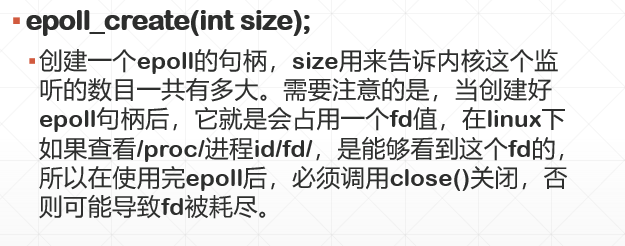 epoll_create(int size);
创建一个epoll的句柄，size用来告诉内核这个监
听的数目一共有多大。需要注意的是，当创建好
epoll句柄后，它就是会占用一个fd值，在linux下
如果查看/proc/进程id/fd/，是能够看到这个fd的，
所以在使用完epoll后，必须调用close()关闭，否
则可能导致fd被耗尽。